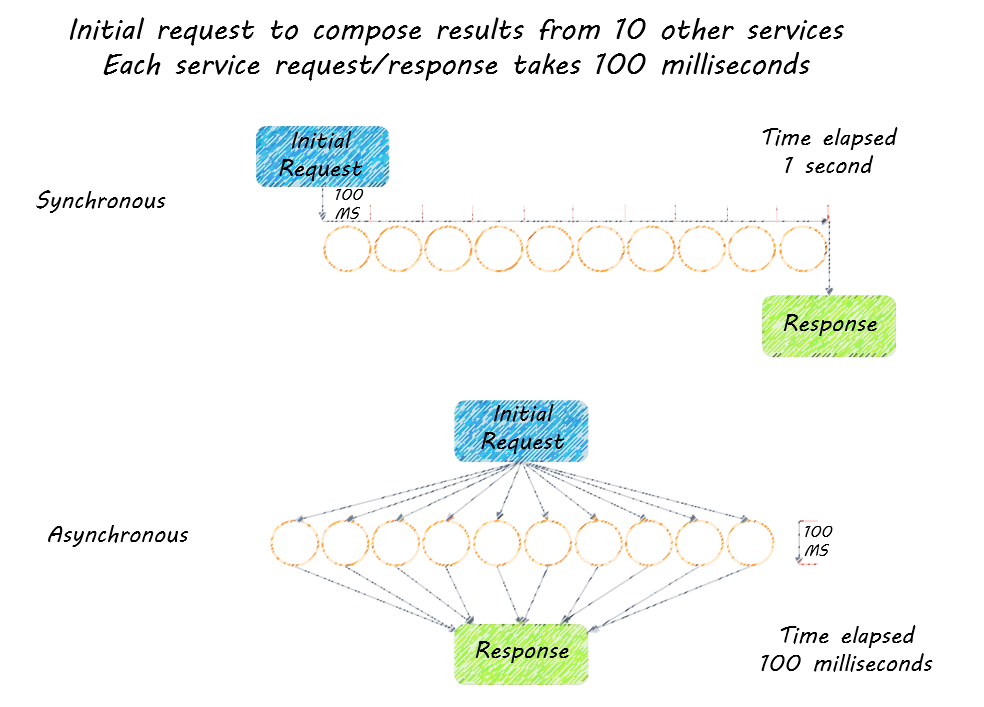 Initial request to compose results from 10 other services
Each service request/response takes 100 milliseconds
Initial
Request
Time elapsed
1 second
Synchronous
100
MS
Response
Initial
Request
Asynchronous
100
MS
Response
Time elapsed
100 milliseconds